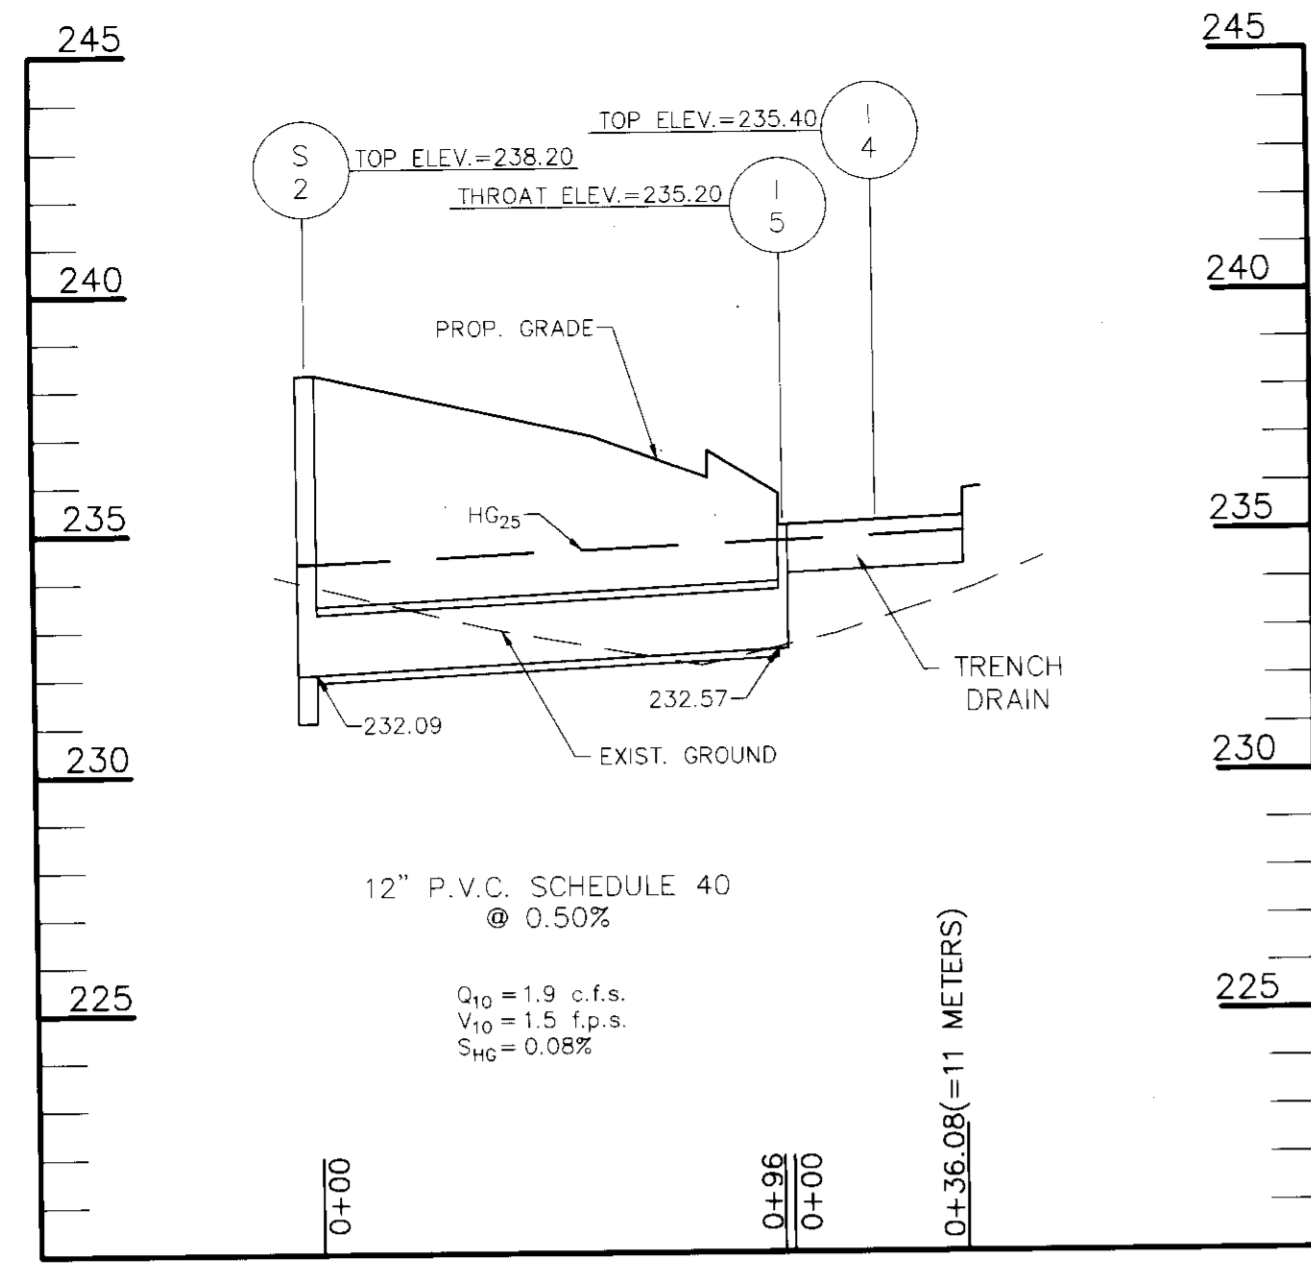 245
245
TOP ELEV.=235.40
I
4
S
2
TOP ELEV.=238.20
THROAT ELEV.=235.20
I
5
240
240
PROP. GRADE
HG25
235
235
TRENCH
DRAIN
232.57
232.09
EXIST. GROUND
230
230
12” P.V.C. SCHEDULE 40
@ 0.50%
Q10 = 1.9 c.f.s.
V10 = 1.5 f.p.s.
SHG = 0.08%
225
225
0+00
0+96
0+00
0+36.08(=11 METERS)